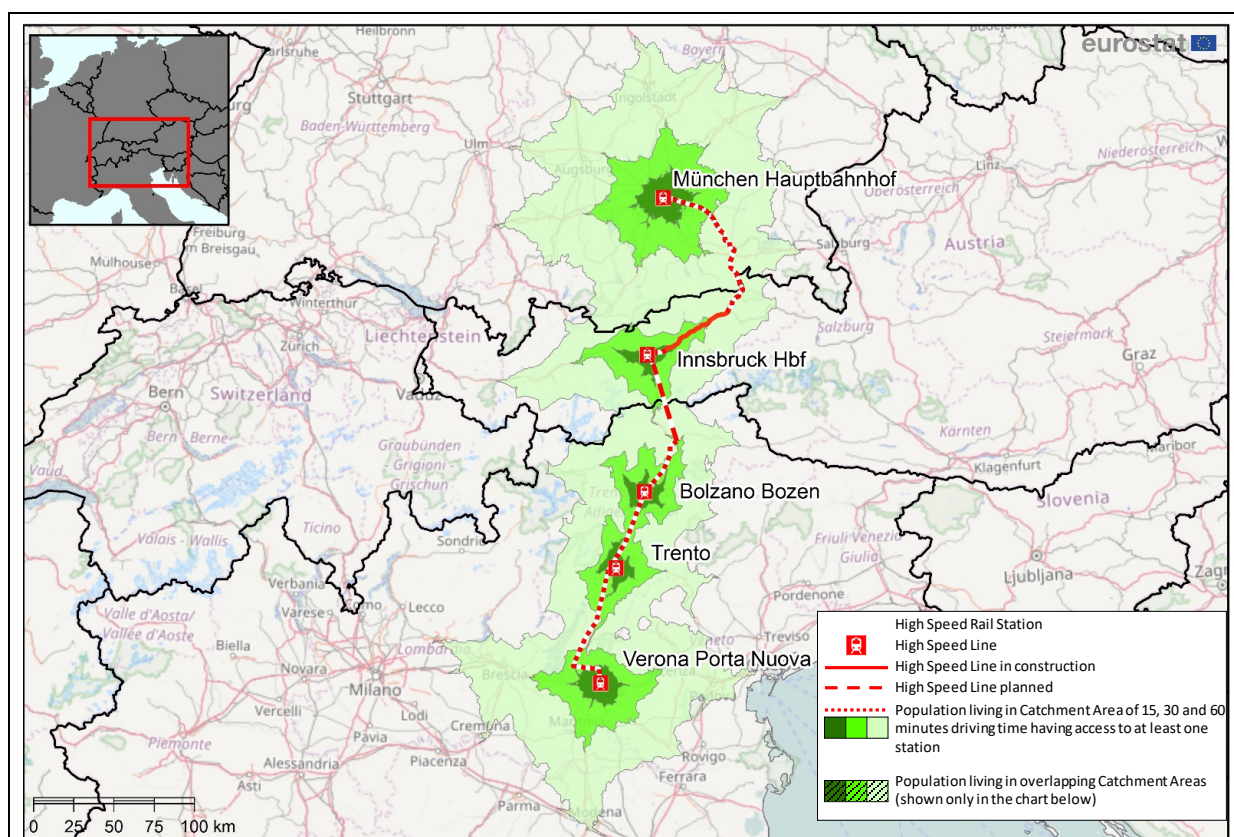 eurostat
Heilbronn
Karlsruhe
Bayern
Stuttgart
Ingolstadt
Baden-Württemberg
Ulm
Augsburg
Linz
Niederösterreich
München Hauptbahnhof
Oberösterreich
Freiburg
im Breisgau
Salzburg
Austria
Mulhouse
Basel
Winterthur
Zürich
Liechtenstein
Salzburg
Steiermark
Innsbruck Hbf
Graz
Bern
Switzerland
Vaduz
Bern - Berne
Graubünden
- Grigioni -
Grischun
Kärnten
Maribor
Klagenfurt
Vaud
Bolzano Bozen
Slovenia
Valais - Wallis
Ticino
Sondrio
Trento
Friuli Venezia
Giulia
Ljubljana
Verbania
Pordenone
Valle d'Aosta/
Vallée d'Aoste
Varese
Lecco
Biella
Lombardia
Treviso
Verona Porta Nuova
Novara
Brescia
Milano
Vercelli
Lodi
Cremona
Mantova
Piemonte
Piacenza
Rovigo
Alessandria
Asti
Ferrara
Parma
Modena
High Speed Rail Station
High Speed Line
High Speed Line in construction
High Speed Line planned
Population living in Catchment Area of 15, 30 and 60
minutes driving time having access to at least one
station
Population living in overlapping Catchment Areas
(shown only in the chart below)
0 25 50 75 100 km